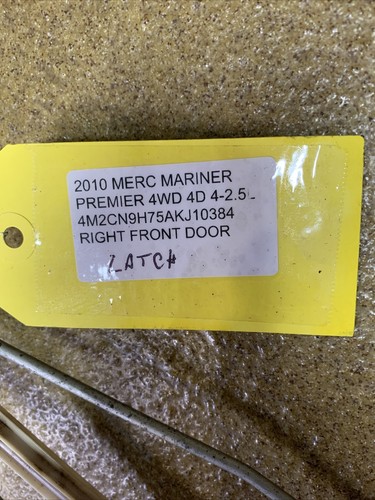 2010 MERC MARINER
PREMIER 4WD 4D 4-2.5L
4M2CN9H75AKJ10384
RIGHT FRONT DOOR
LATCH